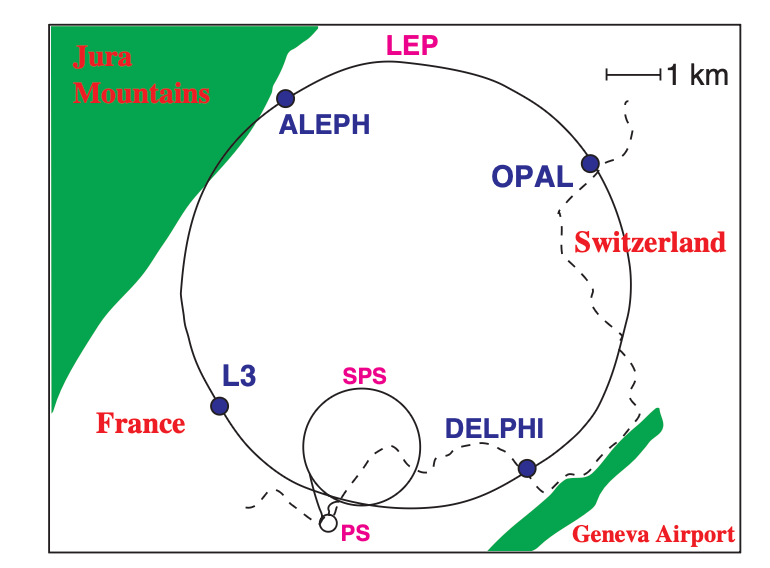 LEP
Jura
Mountains
1 km
ALEPH
OPAL
Switzerland
L3
SPS
France
DELPHI
PS
Geneva Airport